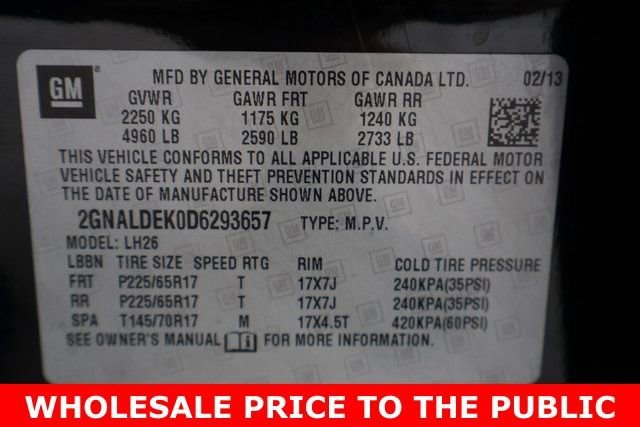 GM ®
MFD BY GENERAL MOTORS OF CANADA LTD. 02/13
GVWR GAWR FRT GAWR RR
2250 KG 1175 KG 1240 KG
4960 LB 2590 LB 2733 LB
THIS VEHICLE CONFORMS TO ALL APPLICABLE U.S. FEDERAL MOTOR
VEHICLE SAFETY AND THEFT PREVENTION STANDARDS IN EFFECT ON
THE DATE OF MANUFACTURE SHOWN ABOVE.
2GNALDEK0D6293657 TYPE: M.P.V.
MODEL: LH26
LBBN TIRE SIZE SPEED RTG RIM COLD TIRE PRESSURE
FRT P225/65R17 T 17X7J 240KPA(35PSI)
RR P225/65R17 T 17X7J 240KPA(35PSI)
SPA T145/70R17 M 17X4.5T 420KPA(60PSI)
SEE OWNER'S MANUAL i FOR MORE INFORMATION.
WHOLESALE PRICE TO THE PUBLIC